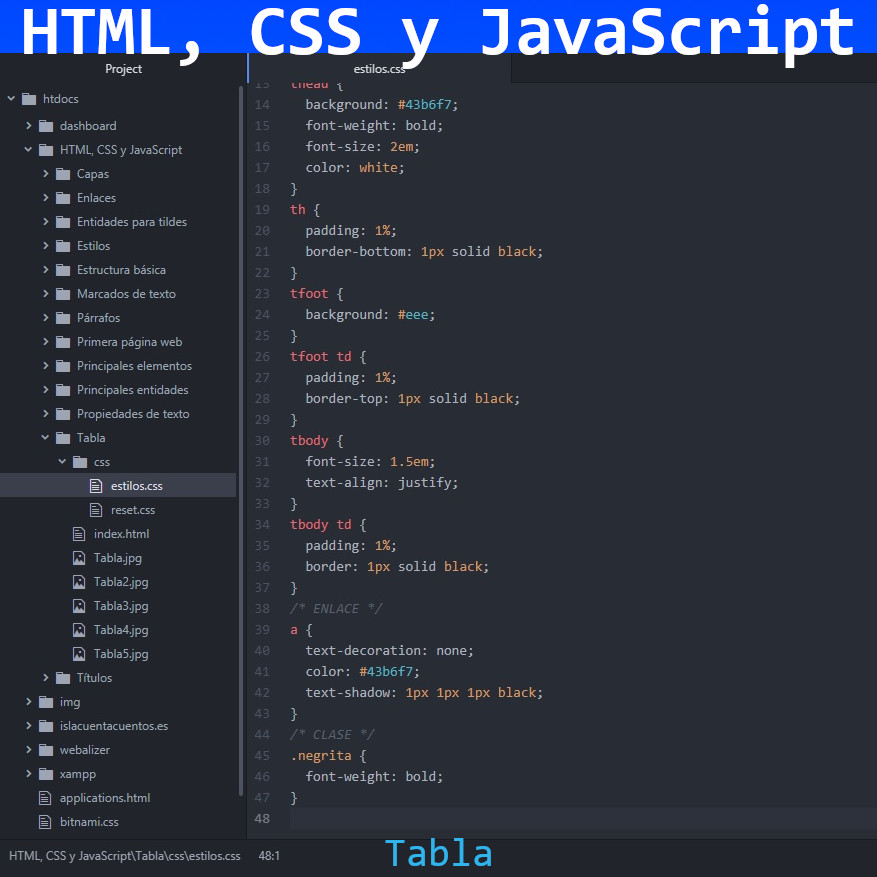 HTML, CSS y JavaScript
Project
htdocs
dashboard
HTML, CSS y JavaScript
Capas
Enlaces
Entidades para tildes
Estilos
Estructura básica
Marcados de texto
Párrafos
Primera página web
Principales elementos
Principales entidades
Propiedades de texto
Tabla
css
estilos.css
reset.css
index.html
Tabla.jpg
Tabla2.jpg
Tabla3.jpg
Tabla4.jpg
Tabla5.jpg
Títulos
img
islacuentacuentos.es
webalizer
xampp
applications.html
bitnami.css
estilos.css
13 thead {
14   background: #43b6f7;
15   font-weight: bold;
16   font-size: 2em;
17   color: white;
18 }
19 th {
20   padding: 1%;
21   border-bottom: 1px solid black;
22 }
23 tfoot {
24   background: #eee;
25 }
26 tfoot td {
27   padding: 1%;
28   border-top: 1px solid black;
29 }
30 tbody {
31   font-size: 1.5em;
32   text-align: justify;
33 }
34 tbody td {
35   padding: 1%;
36   border: 1px solid black;
37 }
38 /* ENLACE */
39 a {
40   text-decoration: none;
41   color: #43b6f7;
42   text-shadow: 1px 1px 1px black;
43 }
44 /* CLASE */
45 .negrita {
46   font-weight: bold;
47 }
48
HTML, CSS y JavaScript\Tabla\css\estilos.css 48:1
Tabla